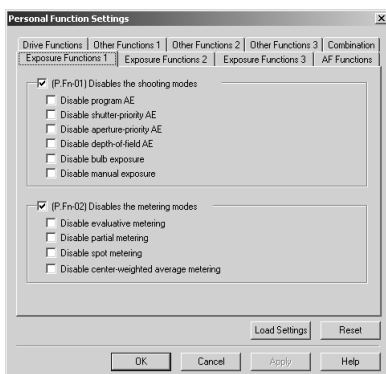 Personal Function Settings
Drive Functions Other Functions 1 Other Functions 2 Other Functions 3 Combination
Exposure Functions 1 Exposure Functions 2 Exposure Functions 3 AF Functions
(P.Fn-01) Disables the shooting modes
Disable program AE
Disable shutter-priority AE
Disable aperture-priority AE
Disable depth-of-field AE
Disable bulb exposure
Disable manual exposure
(P.Fn-02) Disables the metering modes
Disable evaluative metering
Disable partial metering
Disable spot metering
Disable center-weighted average metering
Load Settings Reset
OK Cancel Apply Help